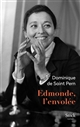 Dominique
de Saint Pern
Edmonde,
l'envolée